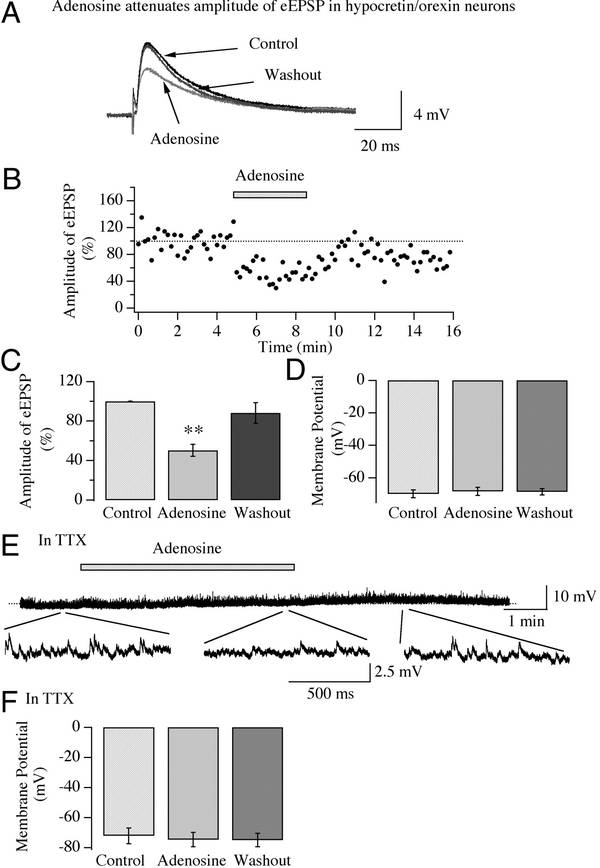 A
Adenosine attenuates amplitude of eEPSP in hypocretin/orexin neurons
Control
Washout
Adenosine
4 mV
20 ms
B
Adenosine
Amplitude of eEPSP
(%)
160
120
80
40
0
0 2 4 6 8 10 12 14 16
Time (min)
C
Amplitude of eEPSP
(%)
120
80
40
0
**
Control Adenosine Washout
D
Membrane Potential
(mV)
0
-20
-40
-60
Control Adenosine Washout
E
In TTX
Adenosine
10 mV
1 min
2.5 mV
500 ms
F
In TTX
Membrane Potential
(mV)
0
-20
-40
-60
-80
Control Adenosine Washout